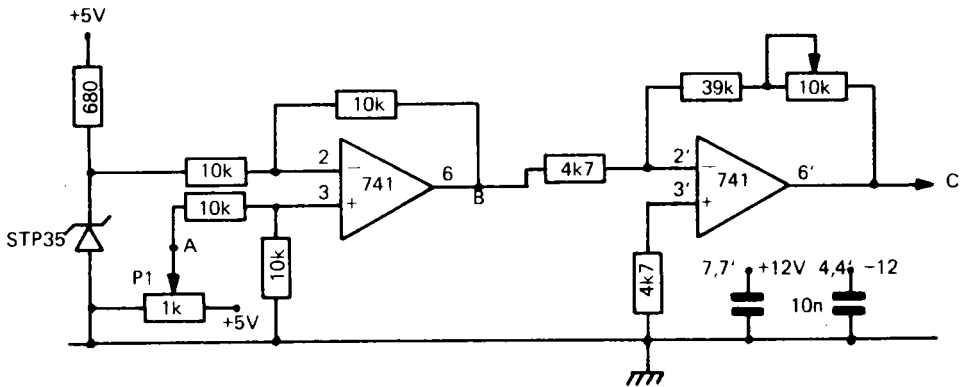 +5V
680
10k
39k
10k
10k
2
−
741
6
B
4k7
2'
−
741
6'
C
10k
3
+
3'
+
STP35
A
10k
4k7
P1
1k
+5V
7,7'
+12V
4,4'
−12
10n